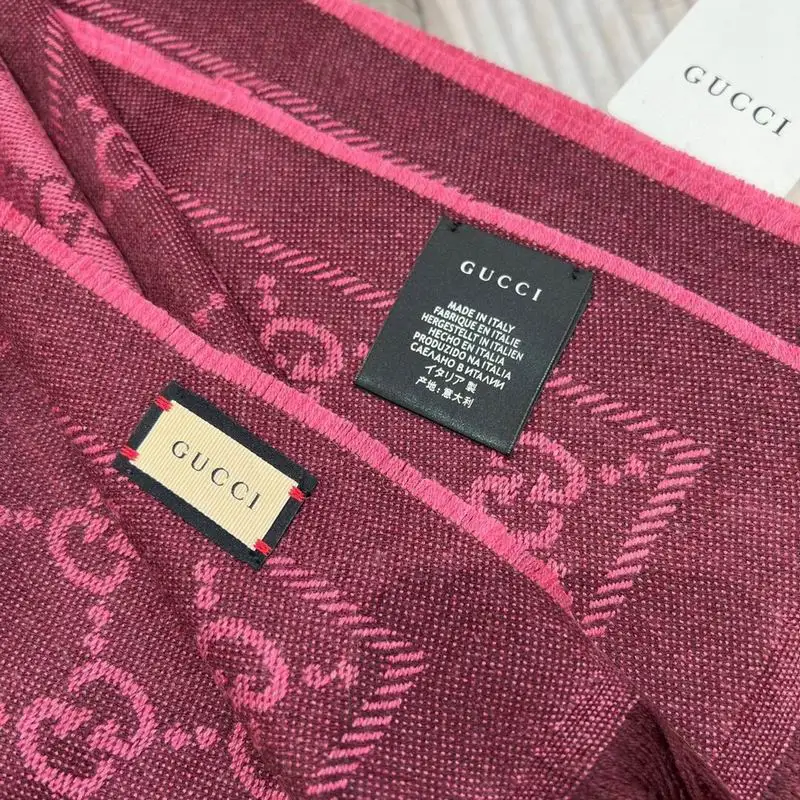 GUCCI
GUCCI
MADE IN ITALY
FABRIQUE EN ITALIE
HERGESTELLT IN ITALIEN
HECHO EN ITALIA
PRODUZIDO NA ITALIA
СДЕЛАНО В ИТАЛИИ
イタリア 製
产地:意大利
GUCCI